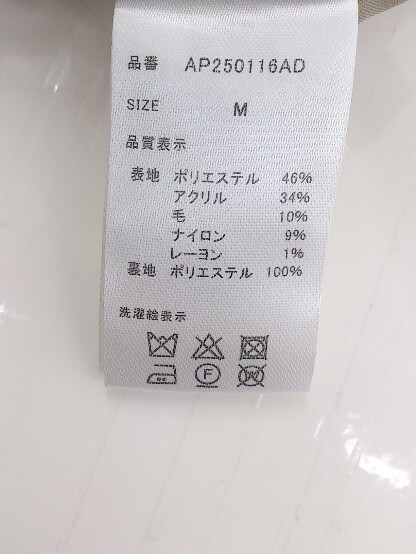 品番 AP250116AD
SIZE M
品質表示
表地 ポリエステル 46%
アクリル 34%
毛 10%
ナイロン 9%
レーヨン 1%
裏地 ポリエステル 100%
洗濯絵表示
F
W